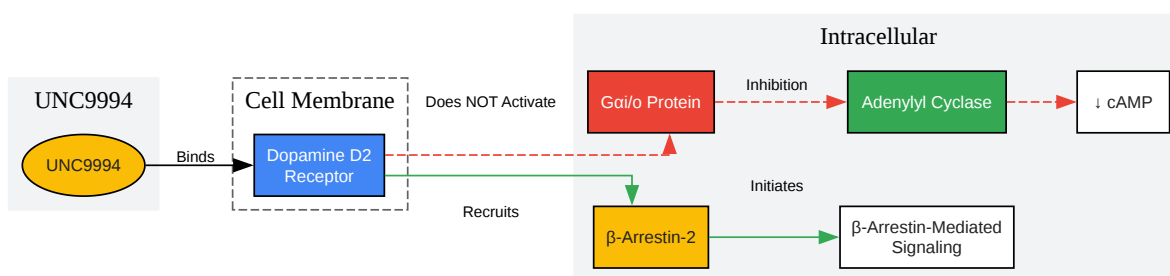 Intracellular
UNC9994
Cell Membrane
Does NOT Activate
Gαi/o Protein
Inhibition
Adenylyl Cyclase
↓ cAMP
UNC9994
Binds
Dopamine D2
Receptor
Recruits
Initiates
β-Arrestin-2
β-Arrestin-Mediated
Signaling